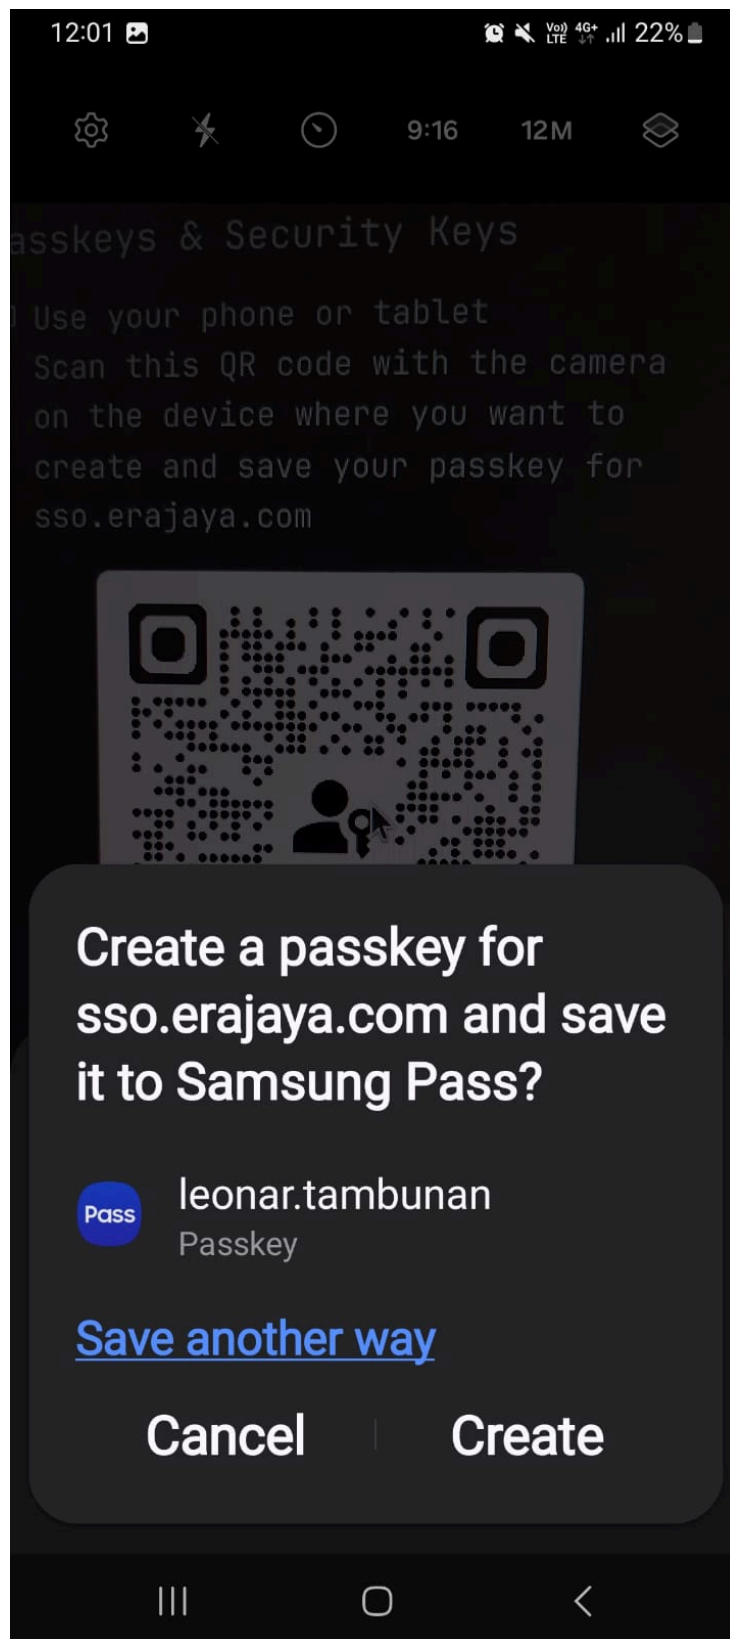 12:01
Voi) LTE 4G+ 22%
9:16 12M
asskeys & Security Keys
Use your phone or tablet
Scan this QR code with the camera
on the device where you want to
create and save your passkey for
sso.erajaya.com
Create a passkey for
sso.erajaya.com and save
it to Samsung Pass?
Pass
leonar.tambunan
Passkey
Save another way
Cancel Create